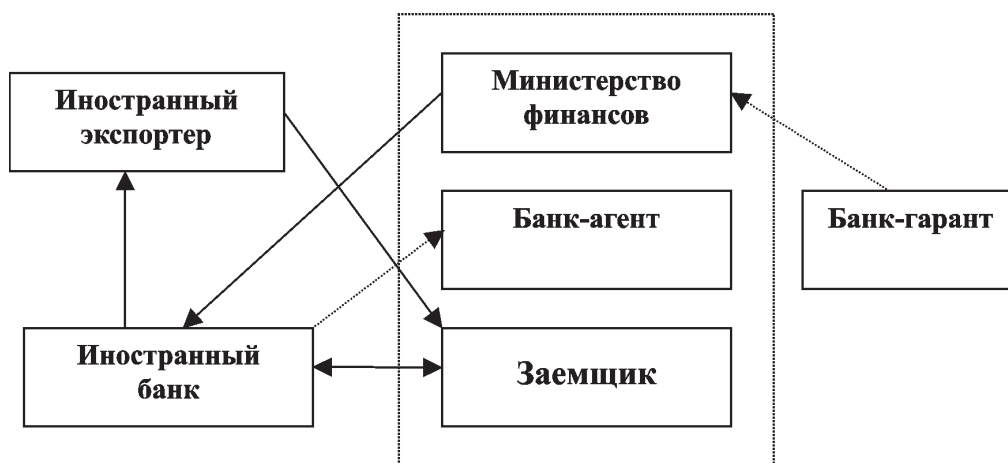 Иностранный
экспортер
Министерство
финансов
Банк-агент
Банк-гарант
Иностранный
банк
Заемщик